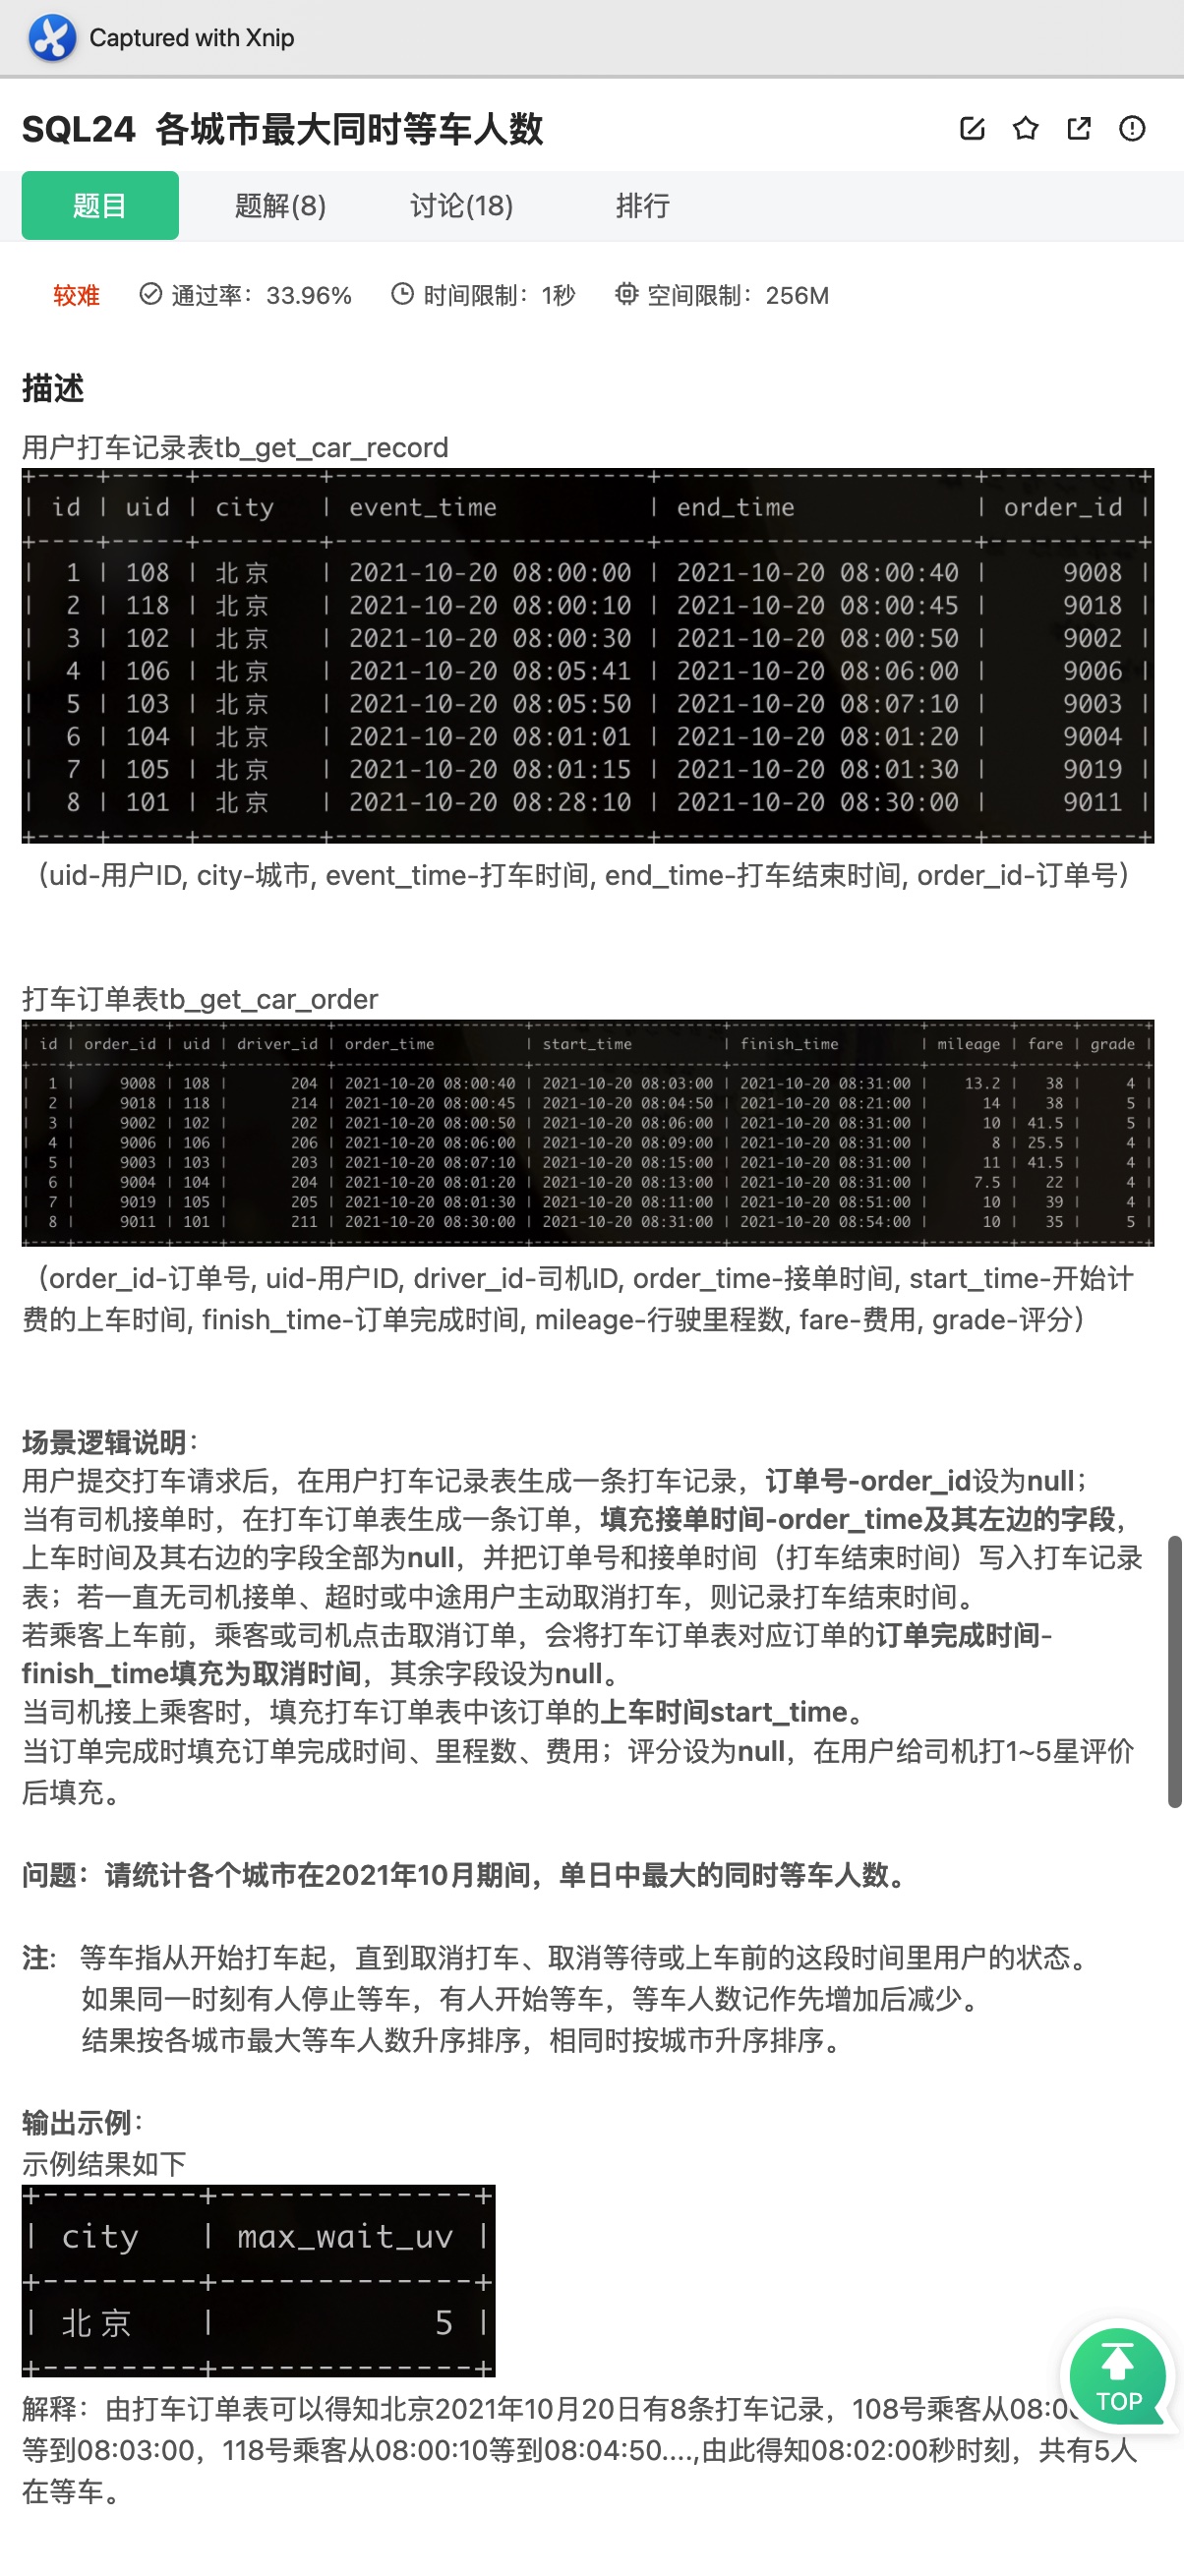 Captured with Xnip
SQL24 各城市最大同时等车人数
题目 题解(8) 讨论(18) 排行
较难 通过率：33.96% 时间限制：1秒 空间限制：256M
描述
用户打车记录表tb_get_car_record
| id | uid | city | event_time | end_time | order_id |
| 1 | 108 | 北京 | 2021-10-20 08:00:00 | 2021-10-20 08:00:40 | 9008 |
| 2 | 118 | 北京 | 2021-10-20 08:00:10 | 2021-10-20 08:00:45 | 9018 |
| 3 | 102 | 北京 | 2021-10-20 08:00:30 | 2021-10-20 08:00:50 | 9002 |
| 4 | 106 | 北京 | 2021-10-20 08:05:41 | 2021-10-20 08:06:00 | 9006 |
| 5 | 103 | 北京 | 2021-10-20 08:05:50 | 2021-10-20 08:07:10 | 9003 |
| 6 | 104 | 北京 | 2021-10-20 08:01:01 | 2021-10-20 08:01:20 | 9004 |
| 7 | 105 | 北京 | 2021-10-20 08:01:15 | 2021-10-20 08:01:30 | 9019 |
| 8 | 101 | 北京 | 2021-10-20 08:28:10 | 2021-10-20 08:30:00 | 9011 |
（uid-用户ID, city-城市, event_time-打车时间, end_time-打车结束时间, order_id-订单号）
打车订单表tb_get_car_order
| id | order_id | uid | driver_id | order_time | start_time | finish_time | mileage | fare | grade |
| 1 | 9008 | 108 | 204 | 2021-10-20 08:00:40 | 2021-10-20 08:03:00 | 2021-10-20 08:31:00 | 13.2 | 38 | 4 |
| 2 | 9018 | 118 | 214 | 2021-10-20 08:00:45 | 2021-10-20 08:04:50 | 2021-10-20 08:21:00 | 14 | 38 | 5 |
| 3 | 9002 | 102 | 202 | 2021-10-20 08:00:50 | 2021-10-20 08:06:00 | 2021-10-20 08:31:00 | 10 | 41.5 | 5 |
| 4 | 9006 | 106 | 206 | 2021-10-20 08:06:00 | 2021-10-20 08:09:00 | 2021-10-20 08:31:00 | 8 | 25.5 | 4 |
| 5 | 9003 | 103 | 203 | 2021-10-20 08:07:10 | 2021-10-20 08:15:00 | 2021-10-20 08:31:00 | 11 | 41.5 | 4 |
| 6 | 9004 | 104 | 204 | 2021-10-20 08:01:20 | 2021-10-20 08:13:00 | 2021-10-20 08:31:00 | 7.5 | 22 | 4 |
| 7 | 9019 | 105 | 205 | 2021-10-20 08:01:30 | 2021-10-20 08:11:00 | 2021-10-20 08:51:00 | 10 | 39 | 4 |
| 8 | 9011 | 101 | 211 | 2021-10-20 08:30:00 | 2021-10-20 08:31:00 | 2021-10-20 08:54:00 | 10 | 35 | 5 |
（order_id-订单号, uid-用户ID, driver_id-司机ID, order_time-接单时间, start_time-开始计
费的上车时间, finish_time-订单完成时间, mileage-行驶里程数, fare-费用, grade-评分）
场景逻辑说明：
用户提交打车请求后，在用户打车记录表生成一条打车记录，订单号-order_id设为null；
当有司机接单时，在打车订单表生成一条订单，填充接单时间-order_time及其左边的字段，
上车时间及其右边的字段全部为null，并把订单号和接单时间（打车结束时间）写入打车记录
表；若一直无司机接单、超时或中途用户主动取消打车，则记录打车结束时间。
若乘客上车前，乘客或司机点击取消订单，会将打车订单表对应订单的订单完成时间-
finish_time填充为取消时间，其余字段设为null。
当司机接上乘客时，填充打车订单表中该订单的上车时间start_time。
当订单完成时填充订单完成时间、里程数、费用；评分设为null，在用户给司机打1~5星评价
后填充。
问题：请统计各个城市在2021年10月期间，单日中最大的同时等车人数。
注： 等车指从开始打车起，直到取消打车、取消等待或上车前的这段时间里用户的状态。
如果同一时刻有人停止等车，有人开始等车，等车人数记作先增加后减少。
结果按各城市最大等车人数升序排序，相同时按城市升序排序。
输出示例：
示例结果如下
| city | max_wait_uv |
| 北京 | 5 |
TOP
解释：由打车订单表可以得知北京2021年10月20日有8条打车记录，108号乘客从08:0
等到08:03:00，118号乘客从08:00:10等到08:04:50....,由此得知08:02:00秒时刻，共有5人
在等车。